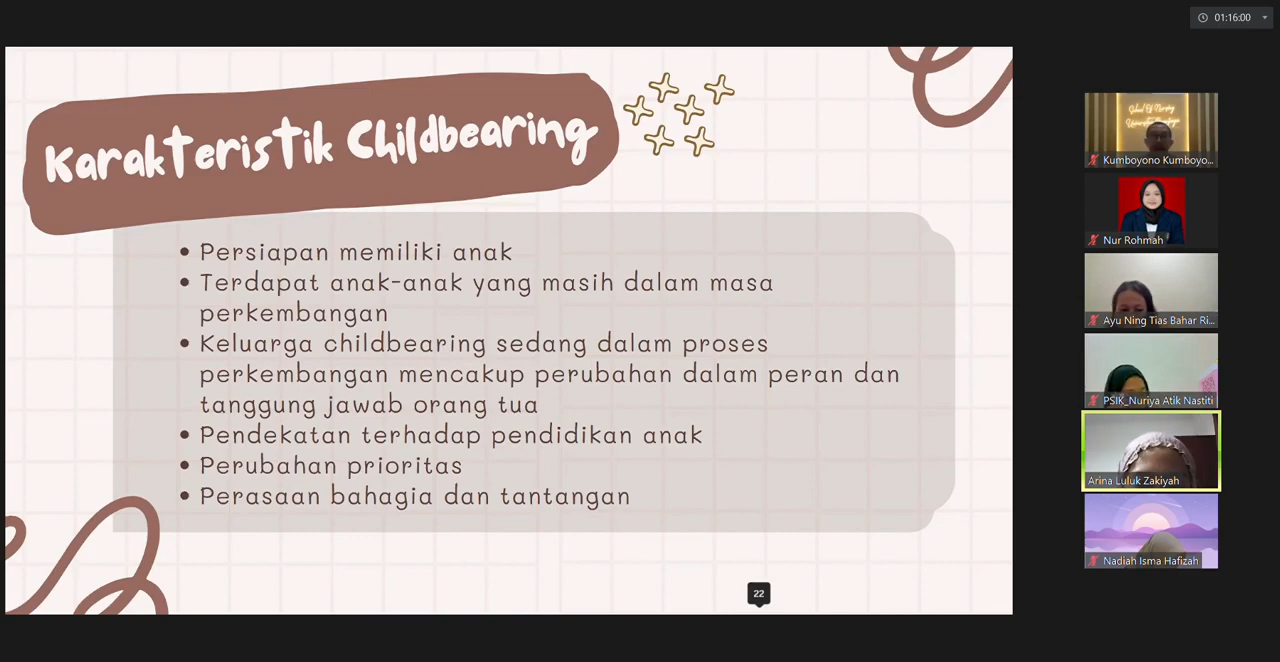 01:16:00
Karakteristik Childbearing
• Persiapan memiliki anak
• Terdapat anak-anak yang masih dalam masa
perkembangan
• Keluarga childbearing sedang dalam proses
perkembangan mencakup perubahan dalam peran dan
tanggung jawab orang tua
• Pendekatan terhadap pendidikan anak
• Perubahan prioritas
• Perasaan bahagia dan tantangan
22
School Of Nursing
Kumboyono Kumboyo...
Nur Rohmah
Ayu Ning Tias Bahar Ri...
PSIK_Nuriya Atik Nastiti
Arina Luluk Zakiyah
Nadiah Isma Hafizah